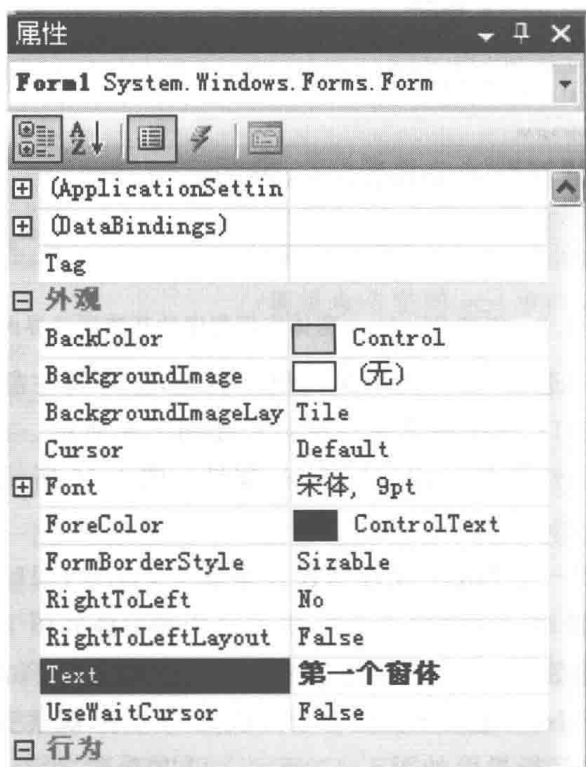 属性
Form1 System.Windows.Forms.Form
(ApplicationSettin
(DataBindings)
Tag
外观
BackColor Control
BackgroundImage (无)
BackgroundImageLay Tile
Cursor Default
Font 宋体, 9pt
ForeColor ControlText
FormBorderStyle Sizable
RightToLeft No
RightToLeftLayout False
Text 第一个窗体
UseWaitCursor False
行为